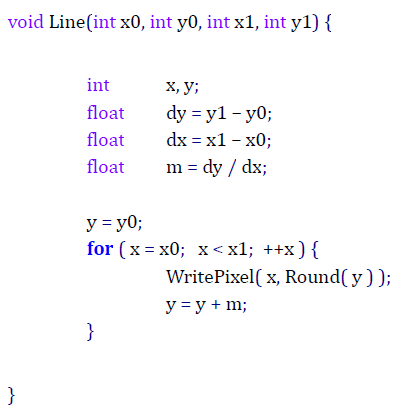 void Line(int x0, int y0, int x1, int y1) {
int x, y;
float dy = y1 – y0;
float dx = x1 – x0;
float m = dy / dx;
y = y0;
for ( x = x0; x < x1; ++x ) {
WritePixel( x, Round( y ) );
y = y + m;
}
}